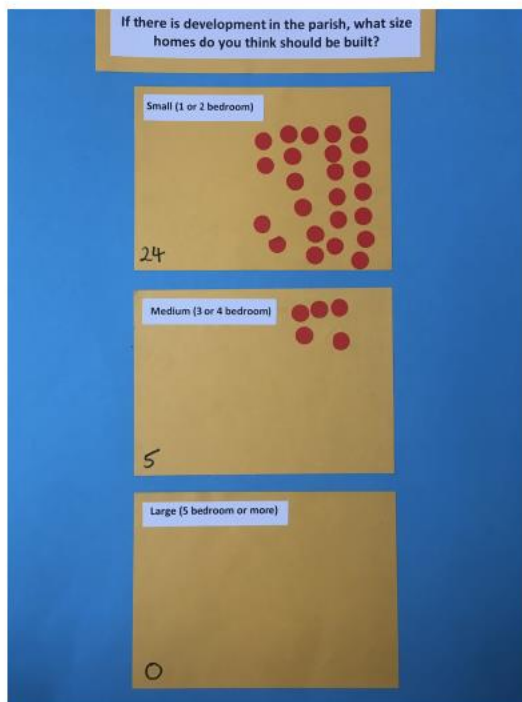 If there is development in the parish, what size
homes do you think should be built?
Small (1 or 2 bedroom)
24
Medium (3 or 4 bedroom)
5
Large (5 bedroom or more)
0